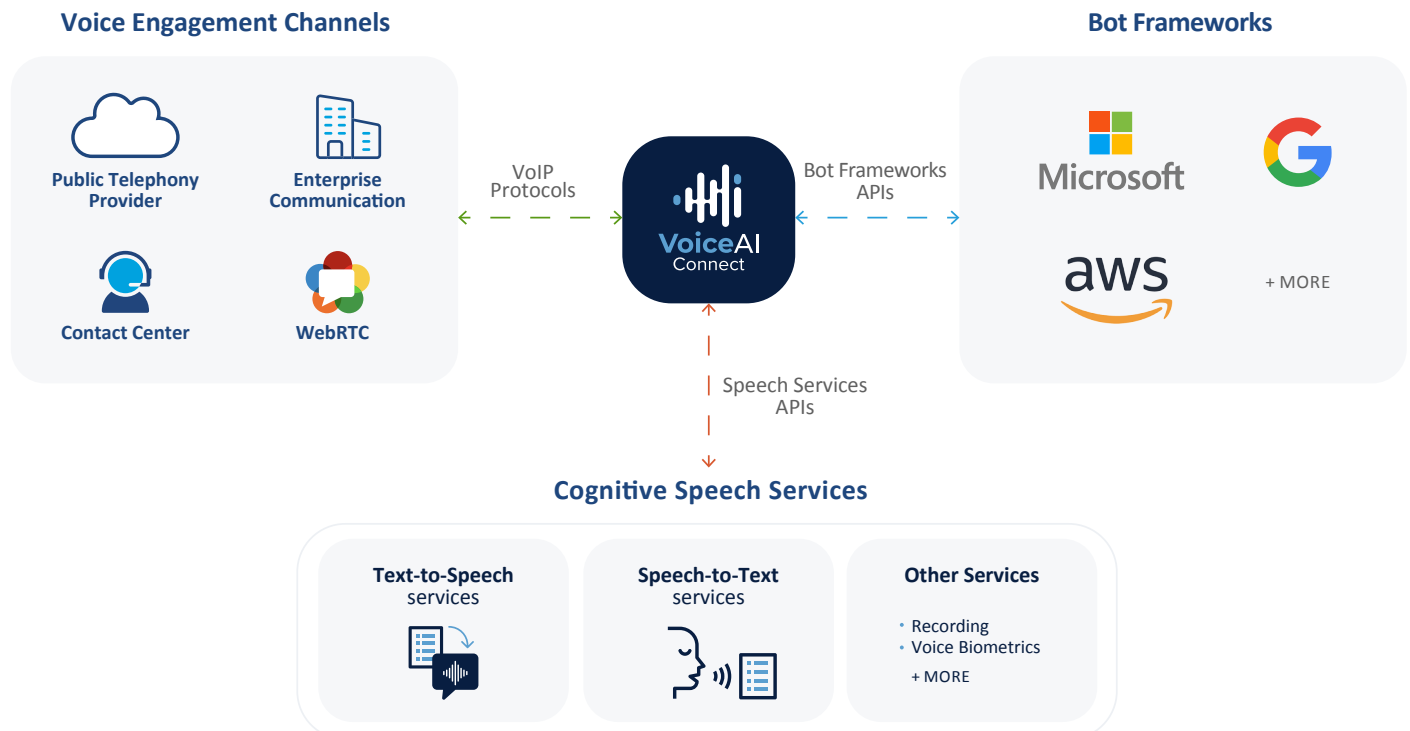 Voice Engagement Channels
Public Telephony
Provider
Enterprise
Communication
Contact Center
WebRTC
VoIP
Protocols
VoiceAI
Connect
Bot Frameworks
APIs
Bot Frameworks
Microsoft
G
aws
+ MORE
Speech Services
APIs
Cognitive Speech Services
Text-to-Speech
services
Speech-to-Text
services
Other Services
• Recording
• Voice Biometrics
+ MORE